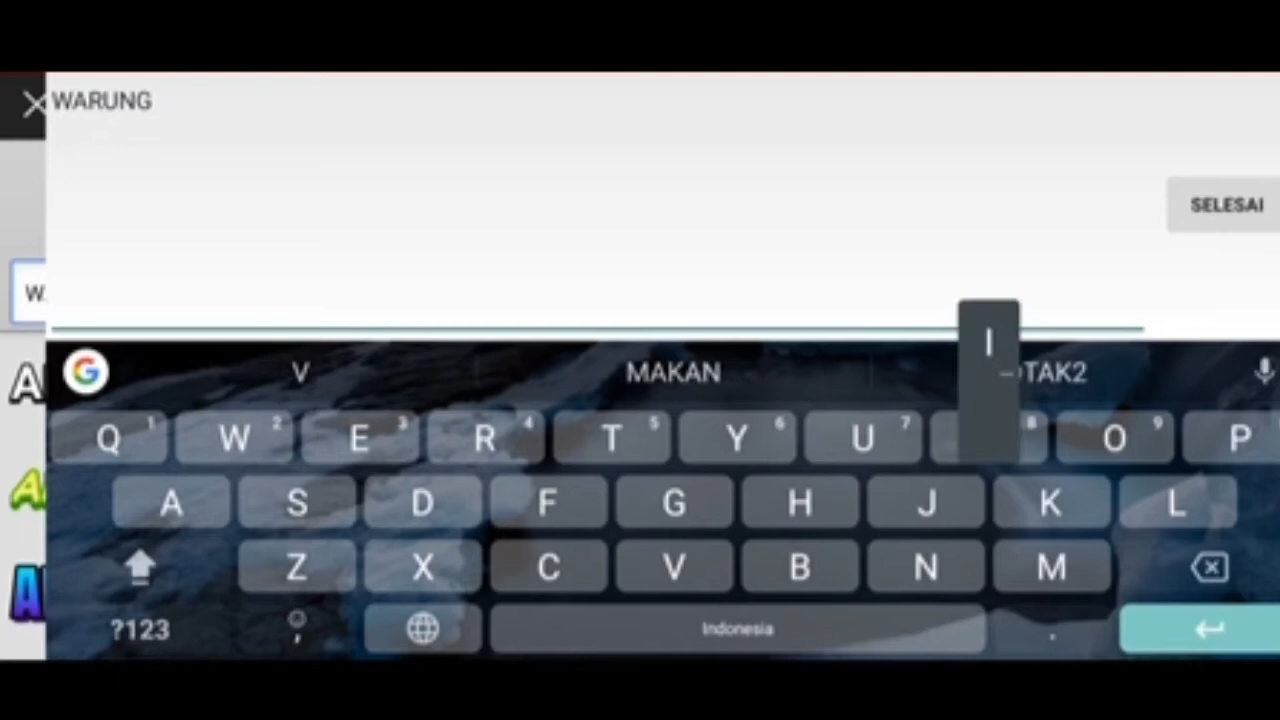 WARUNG
SELESAI
W
I
V MAKAN TAK2
Q 1 W 2 E 3 R 4 T 5 Y 6 U 7 8 O 9 P
A S D F G H J K L
Z X C V B N M
?123 , Indonesia .